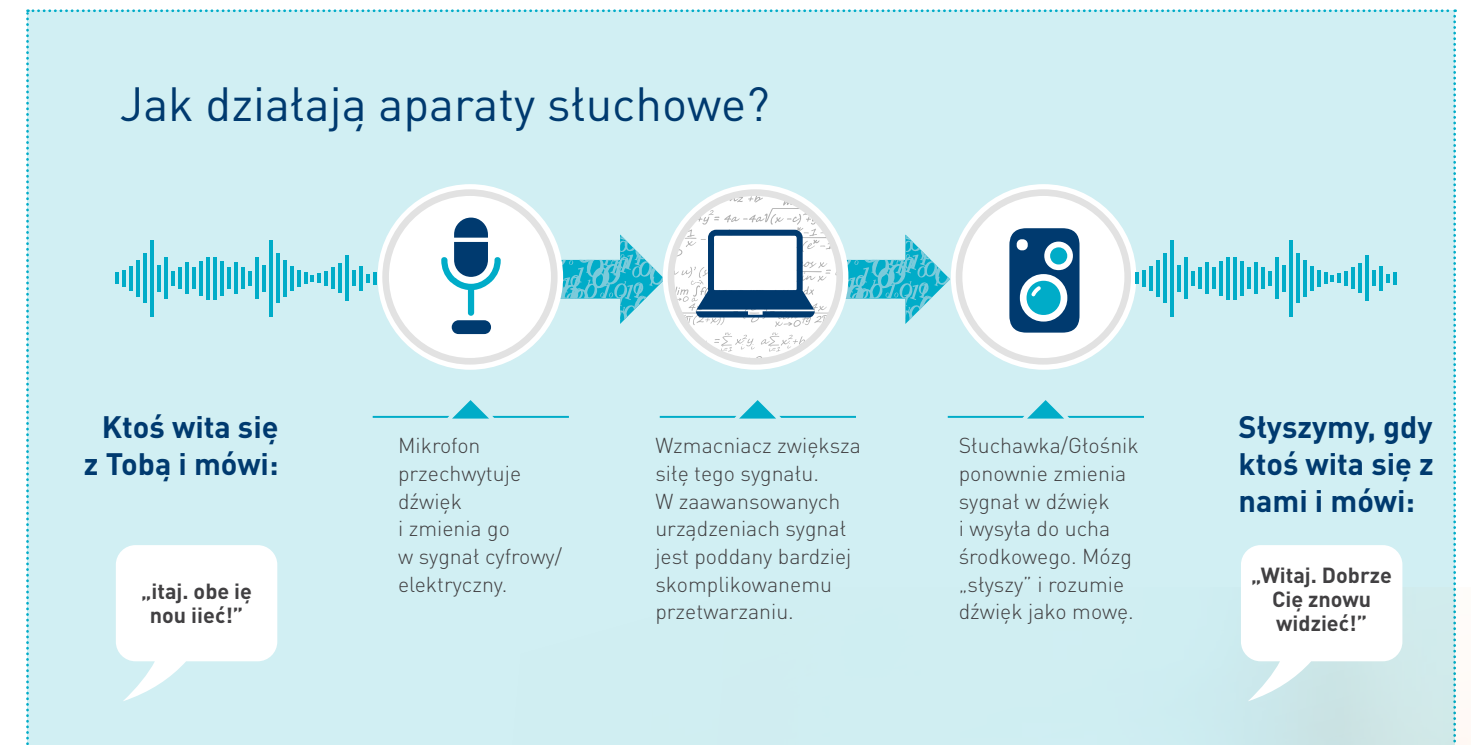 Jak działają aparaty słuchowe?
Ktoś wita się
z Tobą i mówi:
„itaj. obe ię
nou iieć!”
Mikrofon
przechwytuje
dźwięk
i zmienia go
w sygnał cyfrowy/
elektryczny.
Wzmacniacz zwiększa
siłę tego sygnału.
W zaawansowanych
urządzeniach sygnał
jest poddany bardziej
skomplikowanemu
przetwarzaniu.
Słuchawka/Głośnik
ponownie zmienia
sygnał w dźwięk
i wysyła do ucha
środkowego. Mózg
„słyszy” i rozumie
dźwięk jako mowę.
Słyszymy, gdy
ktoś wita się z
nami i mówi:
„Witaj. Dobrze
Cię znowu
widzieć!”